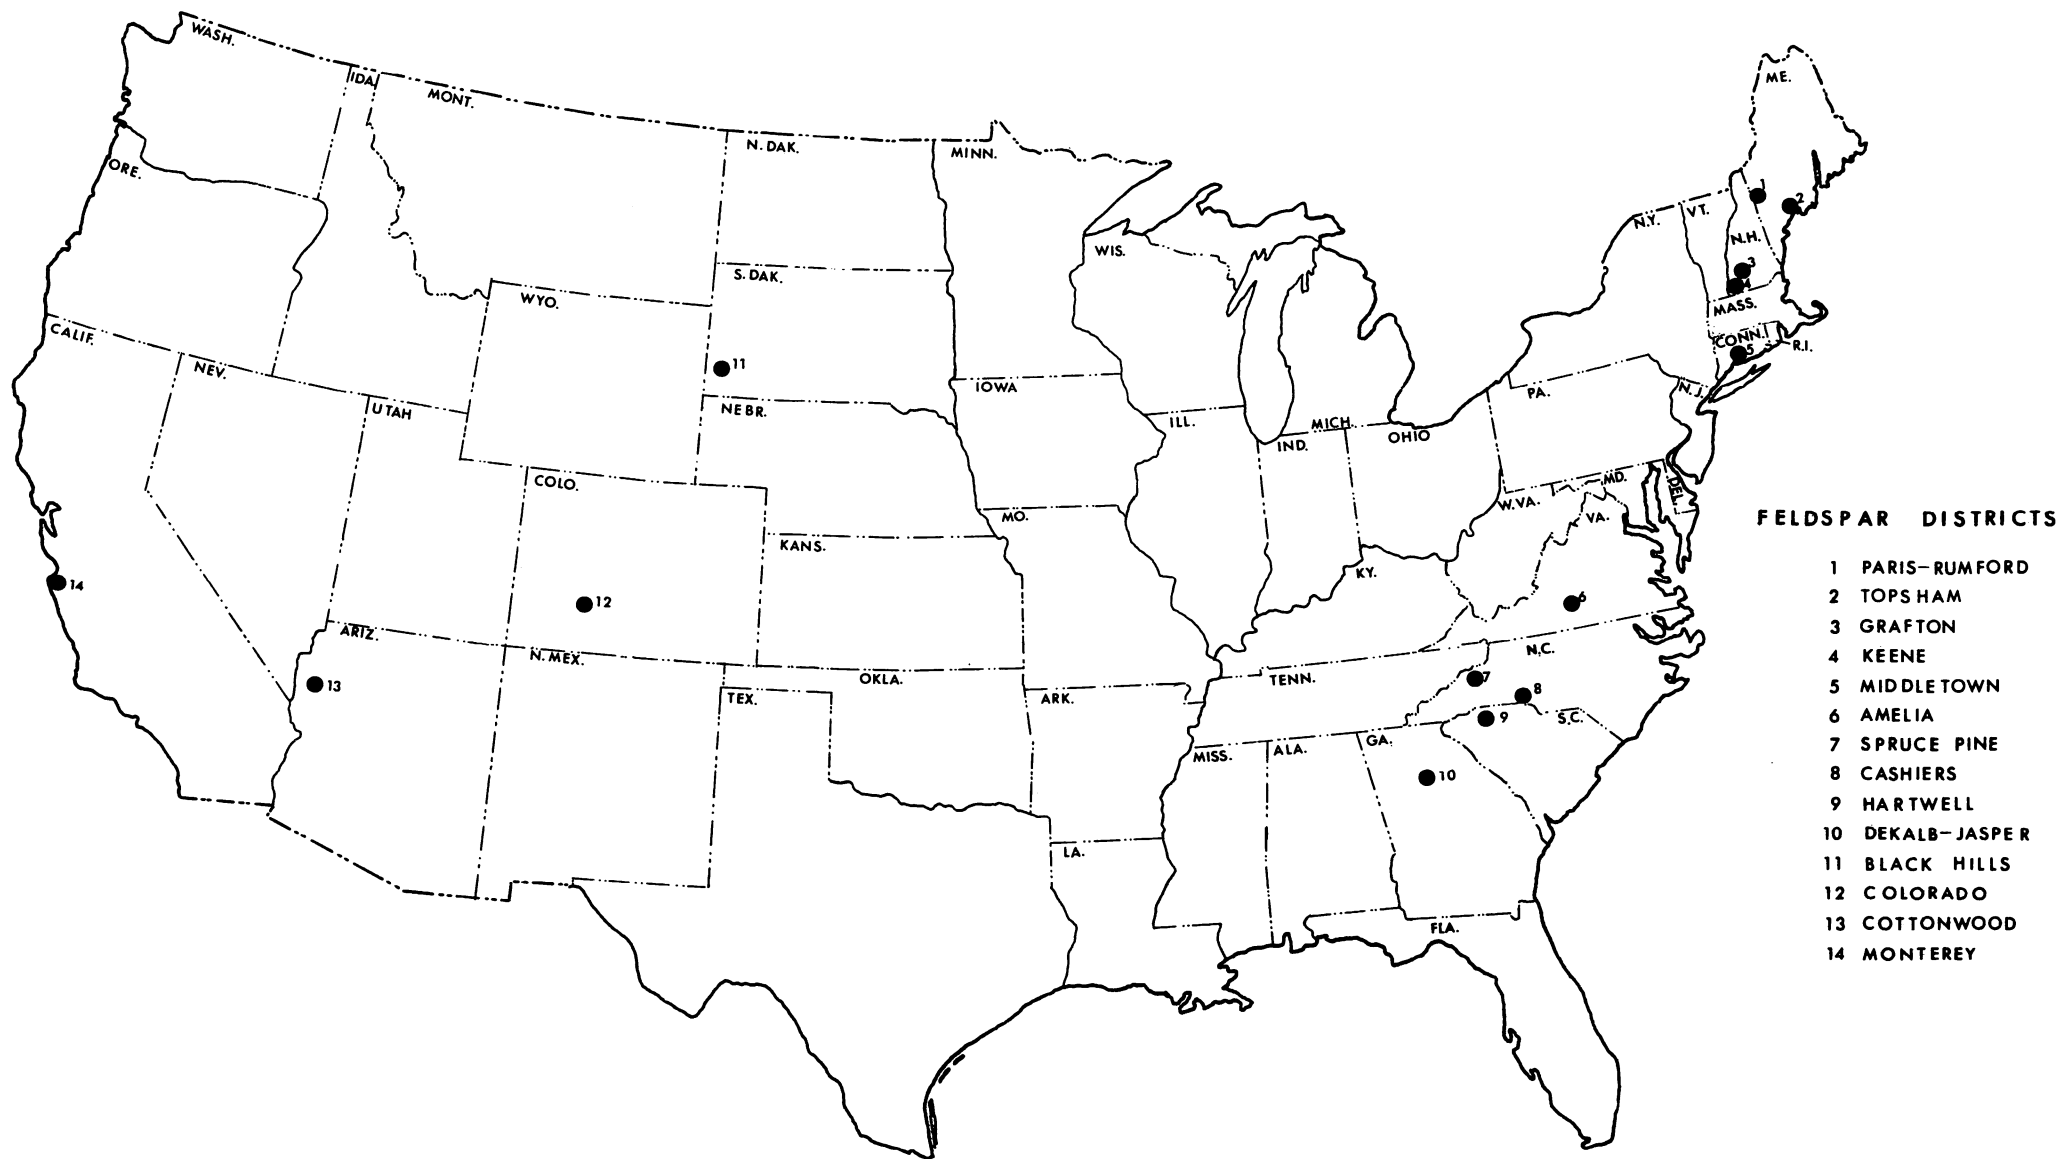 WASH.
IDA.
MONT.
N. DAK.
MINN.
ME.
ORE.
1
2
N.Y.
VT.
N.H.
WIS.
S. DAK.
WYO.
3
4
MASS.
CALIF.
NEV.
CONN.
R.I.
5
11
IOWA
UTAH
NEBR.
ILL.
MICH.
IND.
OHIO
PA.
N.J.
COLO.
MO.
W.VA.
MD.
DEL.
VA.
KANS.
KY.
14
12
6
ARIZ.
N. MEX.
OKLA.
TENN.
N.C.
7
8
13
TEX.
ARK.
9
S.C.
MISS.
ALA.
GA.
10
LA.
FLA.
FELDSPAR DISTRICTS
1 PARIS-RUMFORD
2 TOPSHAM
3 GRAFTON
4 KEENE
5 MIDDLETOWN
6 AMELIA
7 SPRUCE PINE
8 CASHIERS
9 HARTWELL
10 DEKALB-JASPER
11 BLACK HILLS
12 COLORADO
13 COTTONWOOD
14 MONTEREY